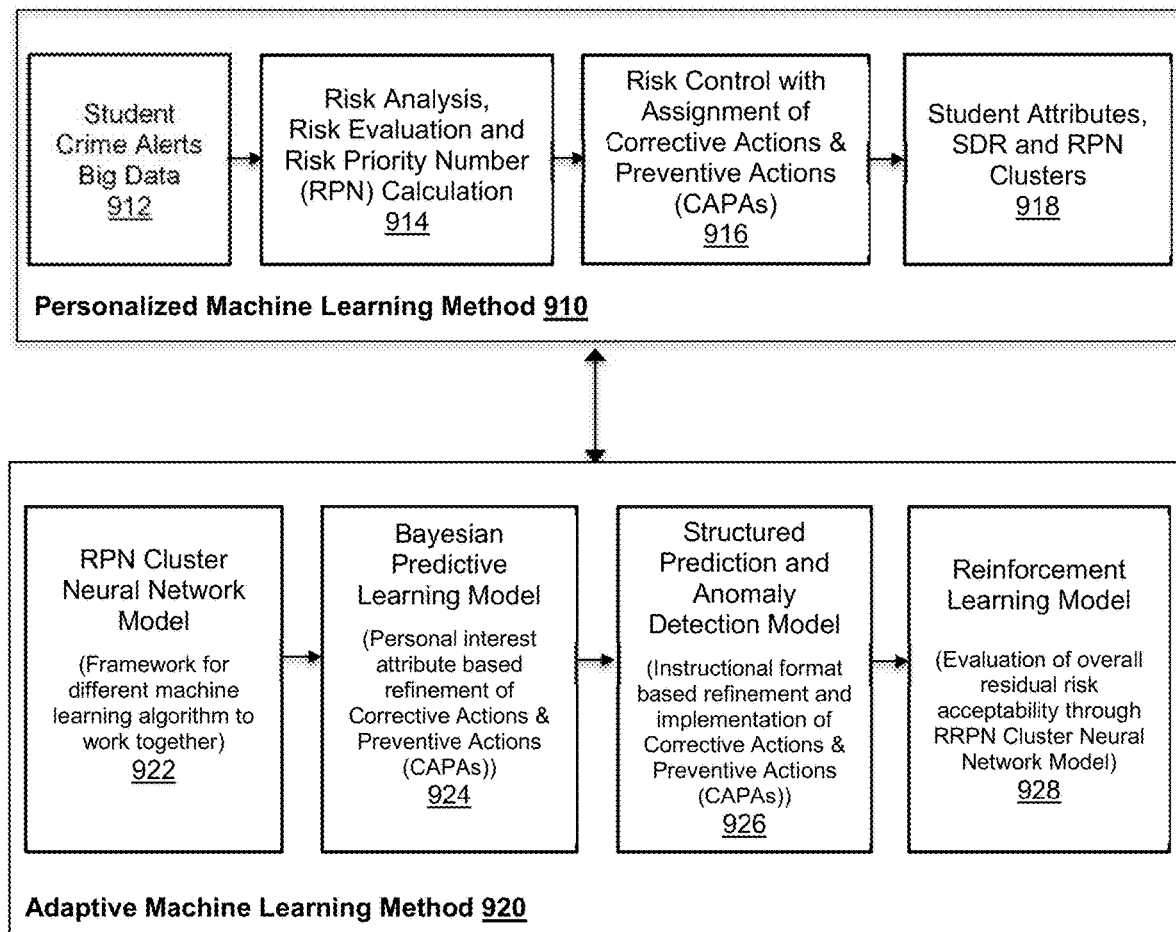 Student
Crime Alerts
Big Data
912
Risk Analysis,
Risk Evaluation and
Risk Priority Number
(RPN) Calculation
914
Risk Control with
Assignment of
Corrective Actions &
Preventive Actions
(CAPAs)
916
Student Attributes,
SDR and RPN
Clusters
918
Personalized Machine Learning Method 910
RPN Cluster
Neural Network
Model
(Framework for
different machine
learning algorithm to
work together)
922
Bayesian
Predictive
Learning Model
(Personal interest
attribute based
refinement of
Corrective Actions &
Preventive Actions
(CAPAs))
924
Structured
Prediction and
Anomaly
Detection Model
(Instructional format
based refinement and
implementation of
Corrective Actions &
Preventive Actions
(CAPAs))
926
Reinforcement
Learning Model
(Evaluation of overall
residual risk
acceptability through
RRPN Cluster Neural
Network Model)
928
Adaptive Machine Learning Method 920